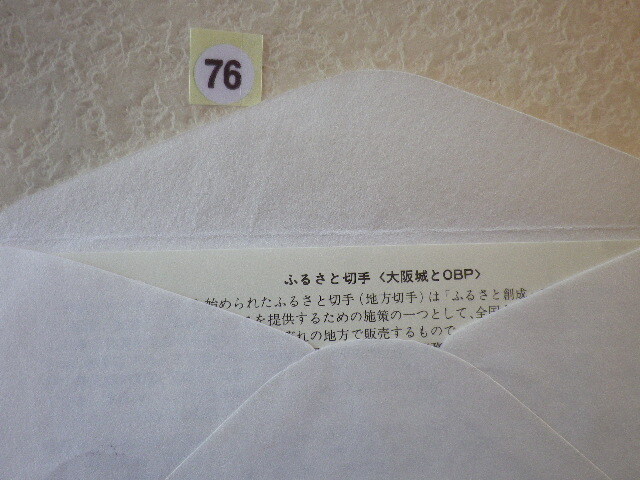 76
ふるさと切手〈大阪城とOBP〉
始められたふるさと切手(地方切手)は「ふるさと創成
を提供するための施策の一つとして、全国
れの地方で販売するもので